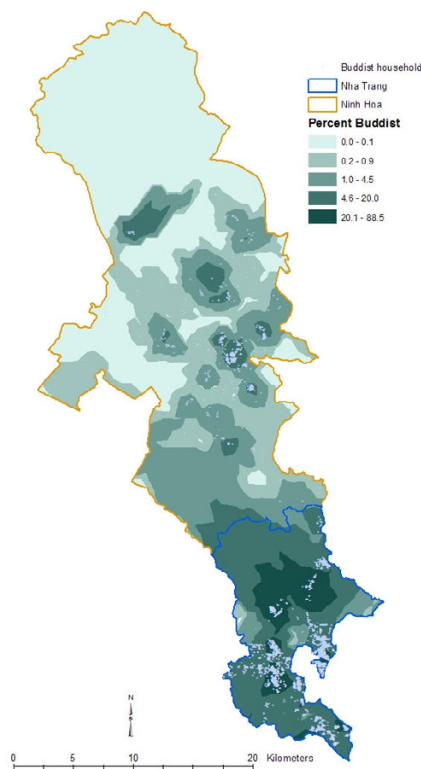 Buddist household
Nha Trang
Ninh Hoa
Percent Buddist
0.0 - 0.1
0.2 - 0.9
1.0 - 4.5
4.6 - 20.0
20.1 - 88.5
N
0 5 10 20 Kilometers